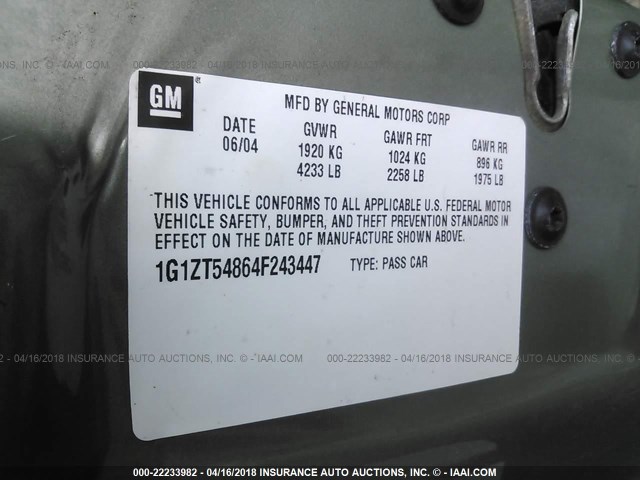 GM
MFD BY GENERAL MOTORS CORP
DATE GVWR GAWR FRT GAWR RR
06/04 1920 KG 1024 KG 896 KG
4233 LB 2258 LB 1975 LB
THIS VEHICLE CONFORMS TO ALL APPLICABLE U.S. FEDERAL MOTOR
VEHICLE SAFETY, BUMPER, AND THEFT PREVENTION STANDARDS IN
EFFECT ON THE DATE OF MANUFACTURE SHOWN ABOVE.
1G1ZT54864F243447 TYPE: PASS CAR
000-22233982 - 04/16/2018 INSURANCE AUTO AUCTIONS, INC. © -IAAI.COM